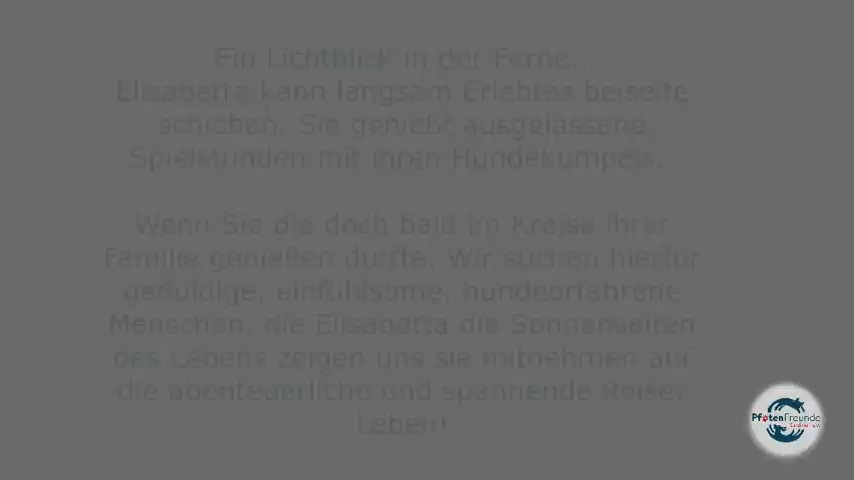 Ein Lichtblick in der Ferne.
Elisabetta kann langsam Erlebtes beiseite
schieben. Sie genießt ausgelassene
Spielstunden mit ihren Hundekumpels.
Wenn Sie die doch bald im Kreise ihrer
Familie genießen dürfte. Wir suchen hierfür
geduldige, einfühlsame, hundeerfahrene
Menschen, die Elisabetta die Sonnenseiten
des Lebens zeigen uns sie mitnehmen auf
die abenteuerliche und spannende Reise,
Leben!
PfotenFreunde